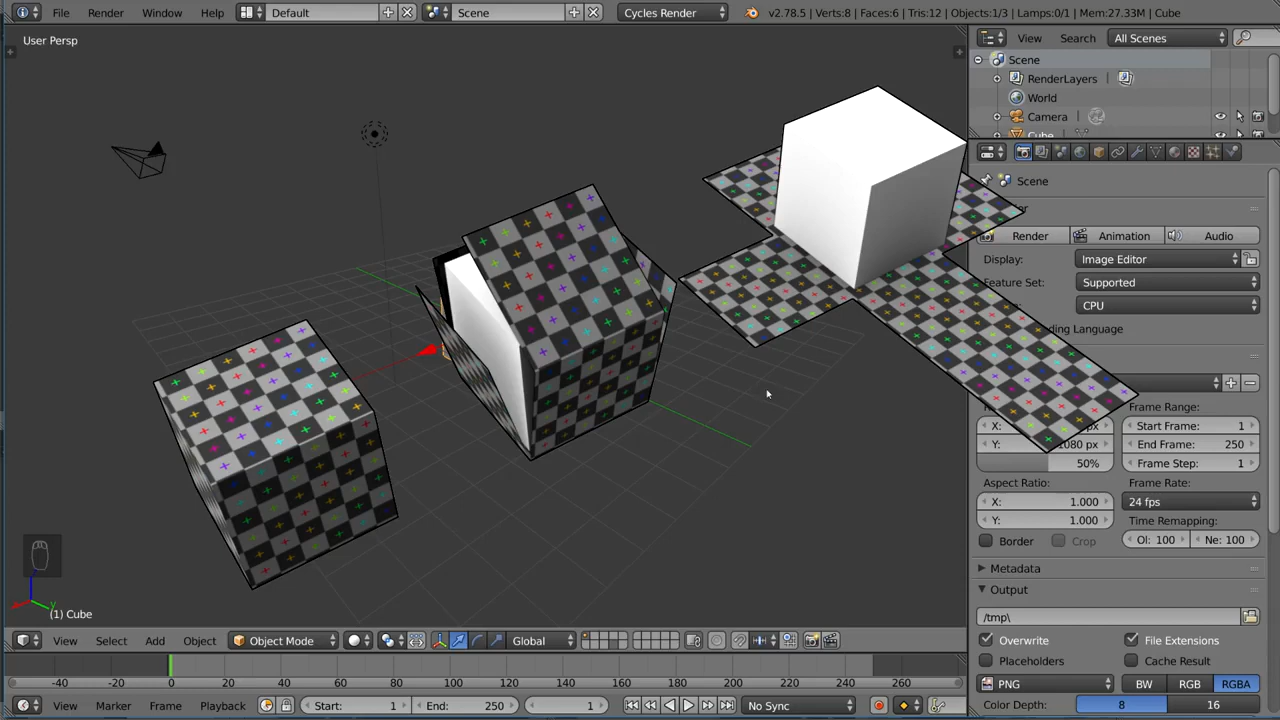 File Render Window Help Default Scene Cycles Render v2.78.5 | Verts:8 | Faces:6 | Tris:12 | Objects:1/3 | Lamps:0/1 | Mem:27.33M | Cube
User Persp
(1) Cube
View Select Add Object Object Mode Global
-40 -20 0 20 40 60 80 100 120 140 160 180 200 220 240 260
View Marker Frame Playback Start: 1 End: 250 1 No Sync
View Search All Scenes
Scene
RenderLayers
World
Camera
Cube
Scene
Render Animation Audio
Display: Image Editor
Feature Set: Supported
CPU
ding Language
Frame Range:
X: px Start Frame: 1
Y: 1080 px End Frame: 250
50% Frame Step: 1
Aspect Ratio: Frame Rate:
X: 1.000 24 fps
Y: 1.000 Time Remapping:
Border Crop Ol: 100 Ne: 100
Metadata
Output
/tmp\
Overwrite File Extensions
Placeholders Cache Result
PNG BW RGB RGBA
Color Depth: 8 16